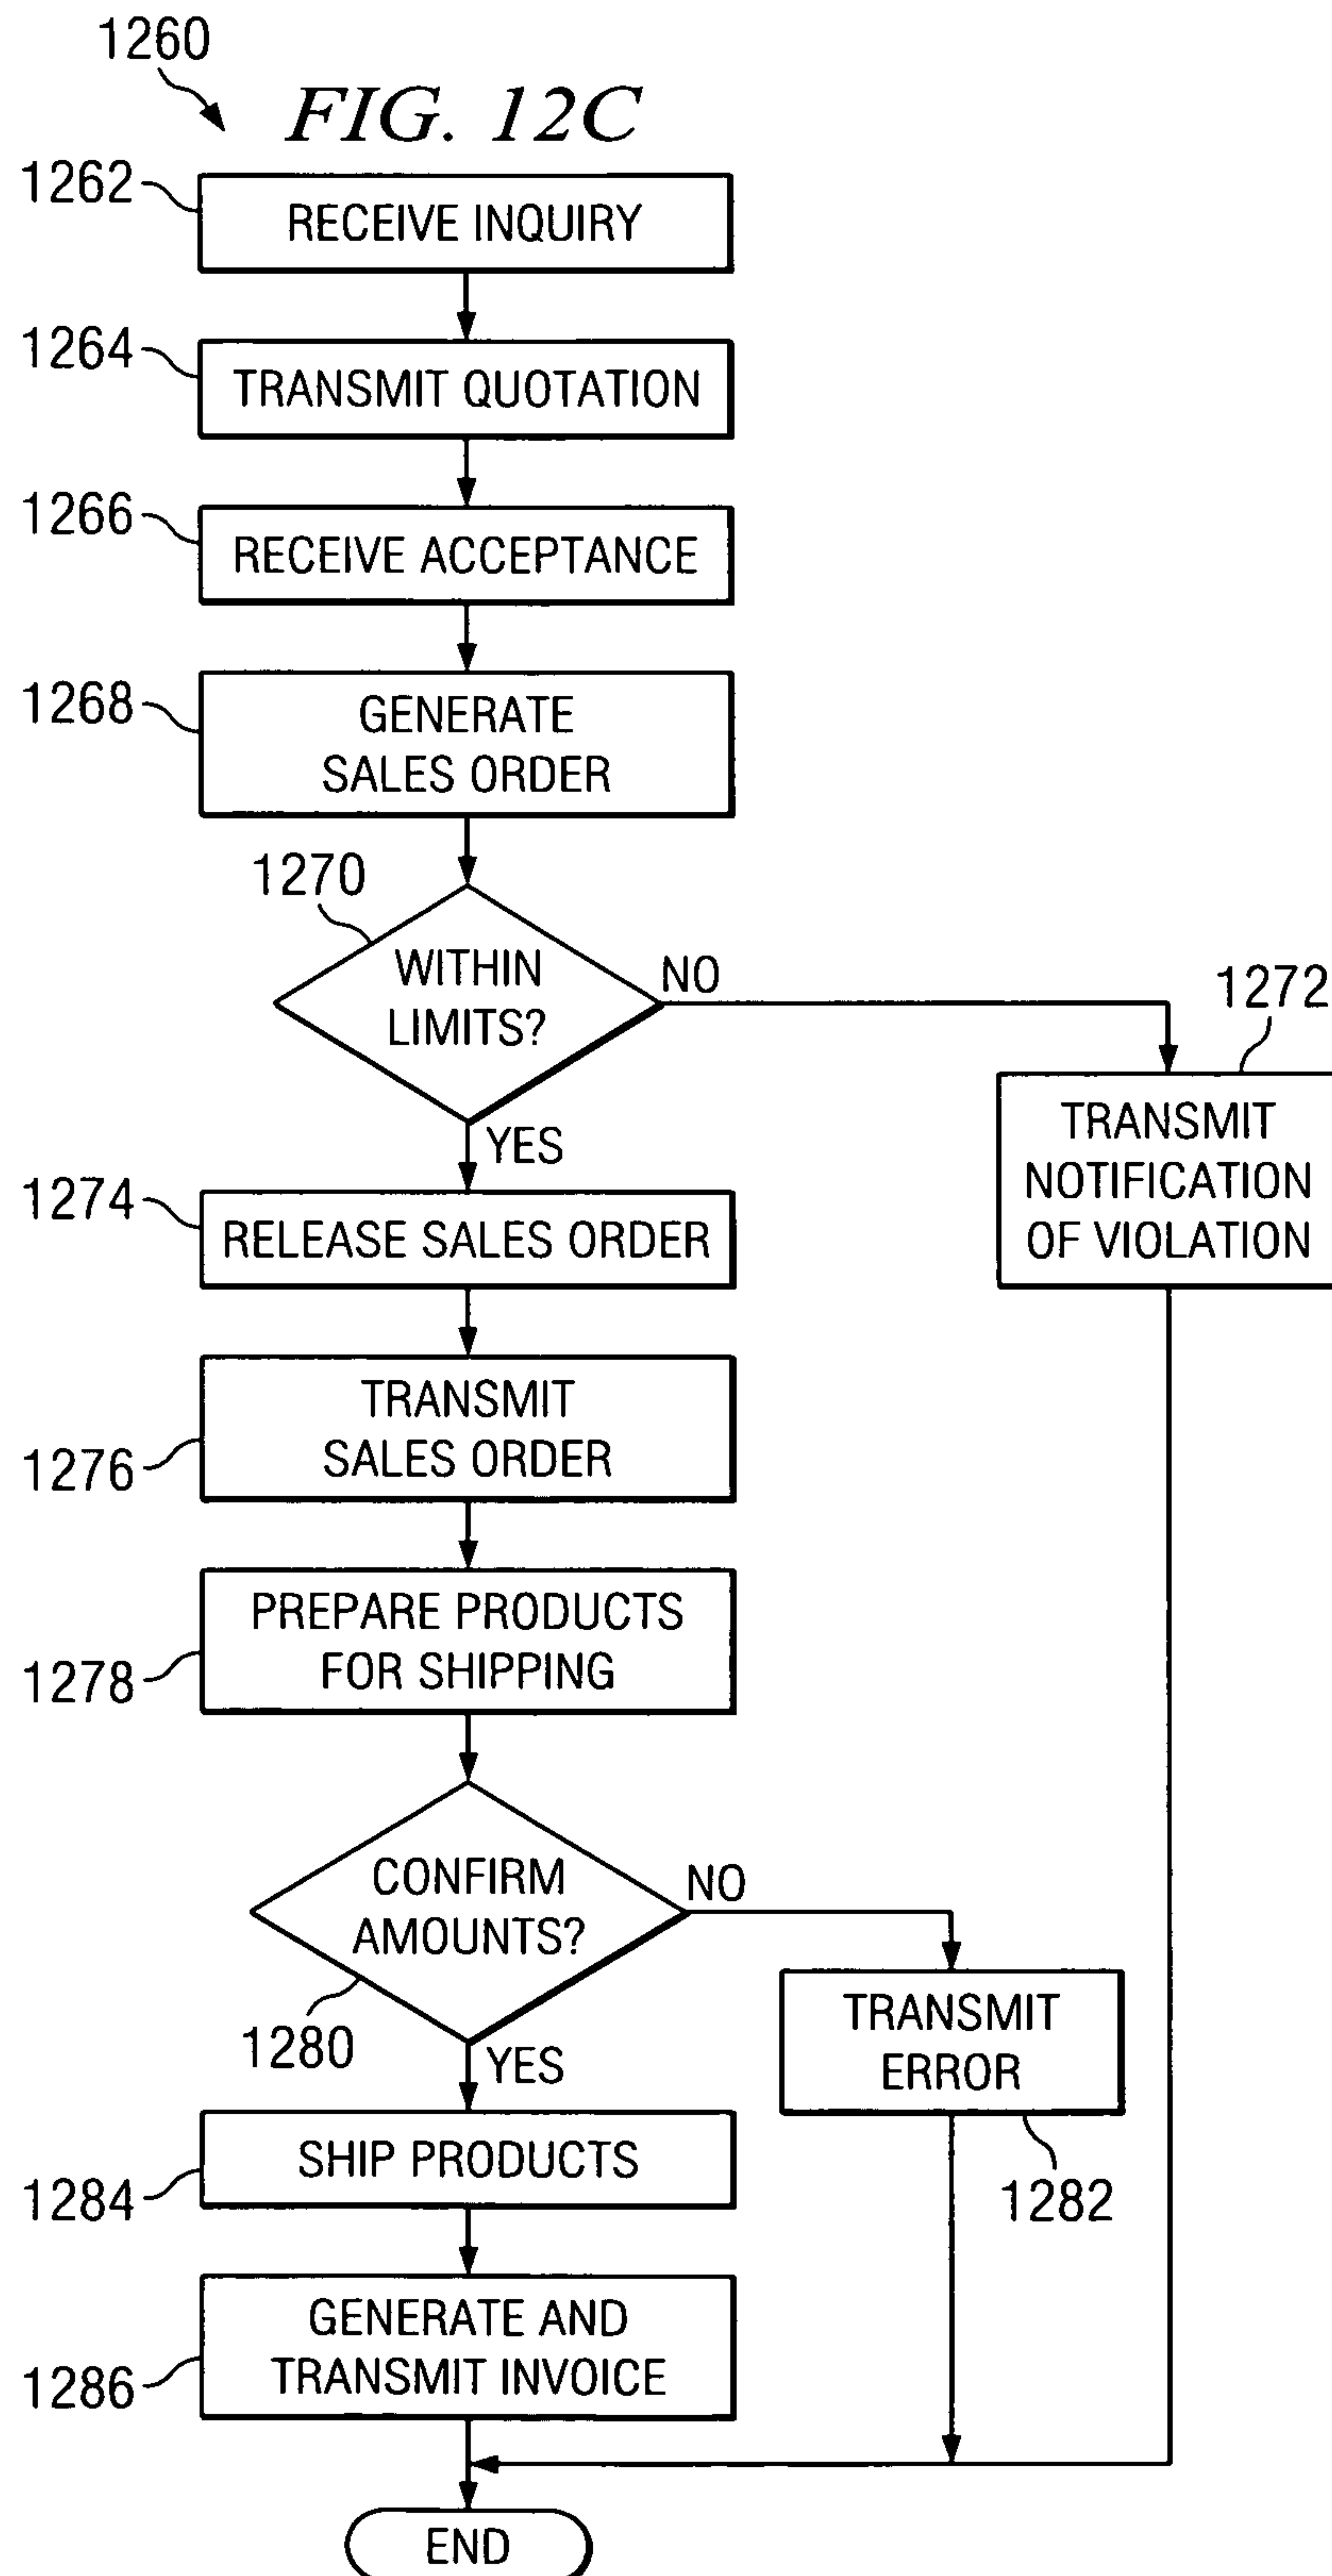 1260
FIG. 12C
1262
RECEIVE INQUIRY
1264
TRANSMIT QUOTATION
1266
RECEIVE ACCEPTANCE
1268
GENERATE
SALES ORDER
1270
WITHIN
LIMITS?
NO
1272
TRANSMIT
NOTIFICATION
OF VIOLATION
YES
1274
RELEASE SALES ORDER
1276
TRANSMIT
SALES ORDER
1278
PREPARE PRODUCTS
FOR SHIPPING
1280
CONFIRM
AMOUNTS?
NO
TRANSMIT
ERROR
1282
YES
1284
SHIP PRODUCTS
1286
GENERATE AND
TRANSMIT INVOICE
END